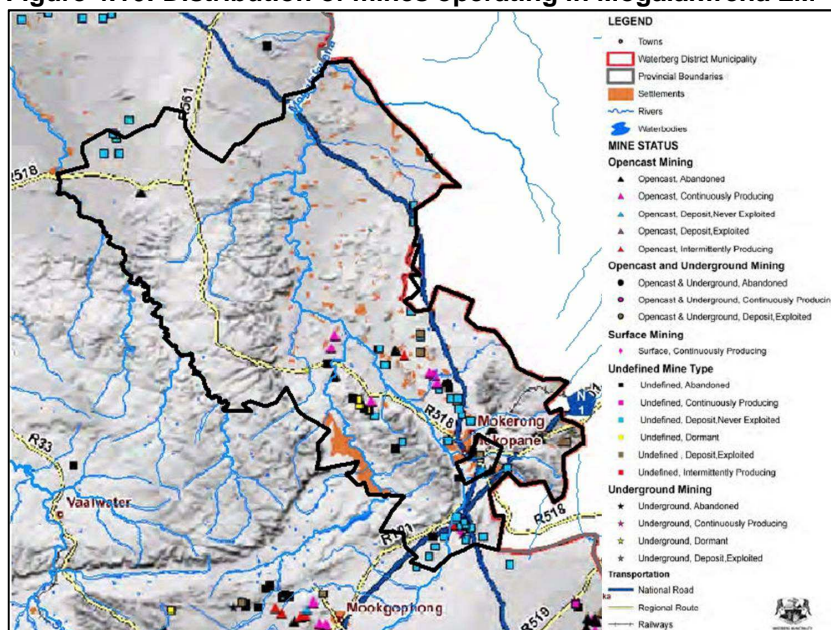 LEGEND
Towns
Waterberg District Municipality
Provincial Boundaries
Settlements
Rivers
Waterbodies
MINE STATUS
Opencast Mining
Opencast, Abandoned
Opencast, Continuously Producing
Opencast, Deposit,Never Exploited
Opencast, Deposit,Exploited
Opencast, Intermittently Producing
Opencast and Underground Mining
Opencast & Underground, Abandoned
Opencast & Underground, Continuously Producin
Opencast & Underground, Deposit,Exploited
Surface Mining
Surface, Continuously Producing
Undefined Mine Type
Undefined, Abandoned
Undefined, Continuously Producing
Undefined, Deposit,Never Exploited
Undefined, Dormant
Undefined , Deposit,Exploited
Undefined, Intermittently Producing
Underground Mining
Underground, Abandoned
Underground, Continuously Producing
Underground, Dormant
Underground, Deposit,Exploited
Transportation
National Road
Regional Route
Railways
R561
R518
R518
Mokerong
N
1
R33
Vaalwater
R101
R518
Mookgophong
R519